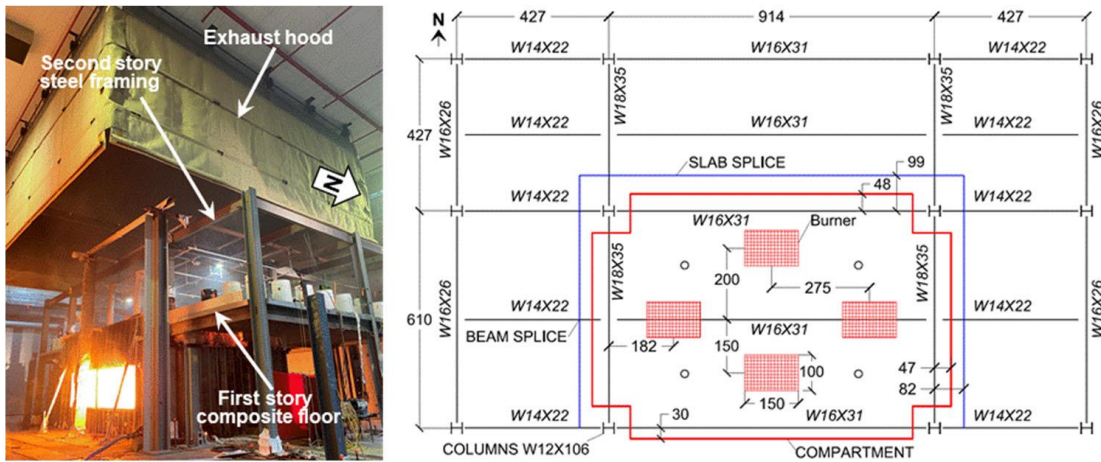 Exhaust hood
Second story
steel framing
N
First story
composite floor
N
427
914
427
W14X22
W16X31
W14X22
W16X26
W18X35
W18X35
W16X26
427
W14X22
W16X31
W14X22
SLAB SPLICE
99
48
W14X22
W16X31
W14X22
Burner
W18X35
W18X35
200
275
610
W16X26
W14X22
W14X22
W16X26
BEAM SPLICE
W16X31
182
150
100
47
82
150
W14X22
30
W16X31
W14X22
COLUMNS W12X106
COMPARTMENT